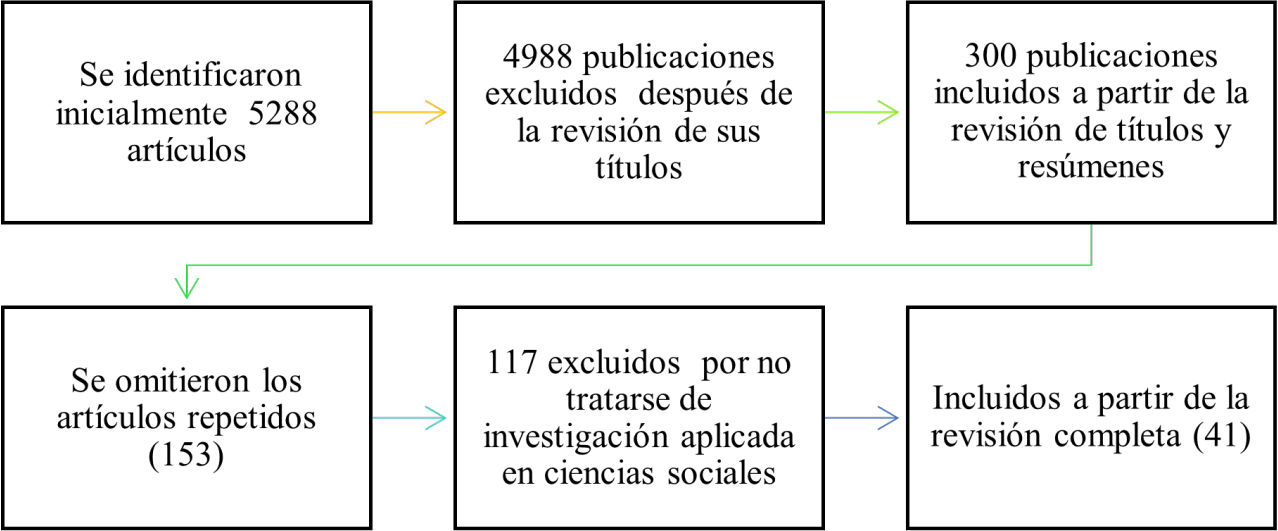 Se identificaron
inicialmente 5288
artículos
4988 publicaciones
excluidos después de
la revisión de sus
títulos
300 publicaciones
incluidos a partir de la
revisión de títulos y
resúmenes
Se omitieron los
artículos repetidos
(153)
117 excluidos por no
tratarse de
investigación aplicada
en ciencias sociales
Incluidos a partir de la
revisión completa (41)